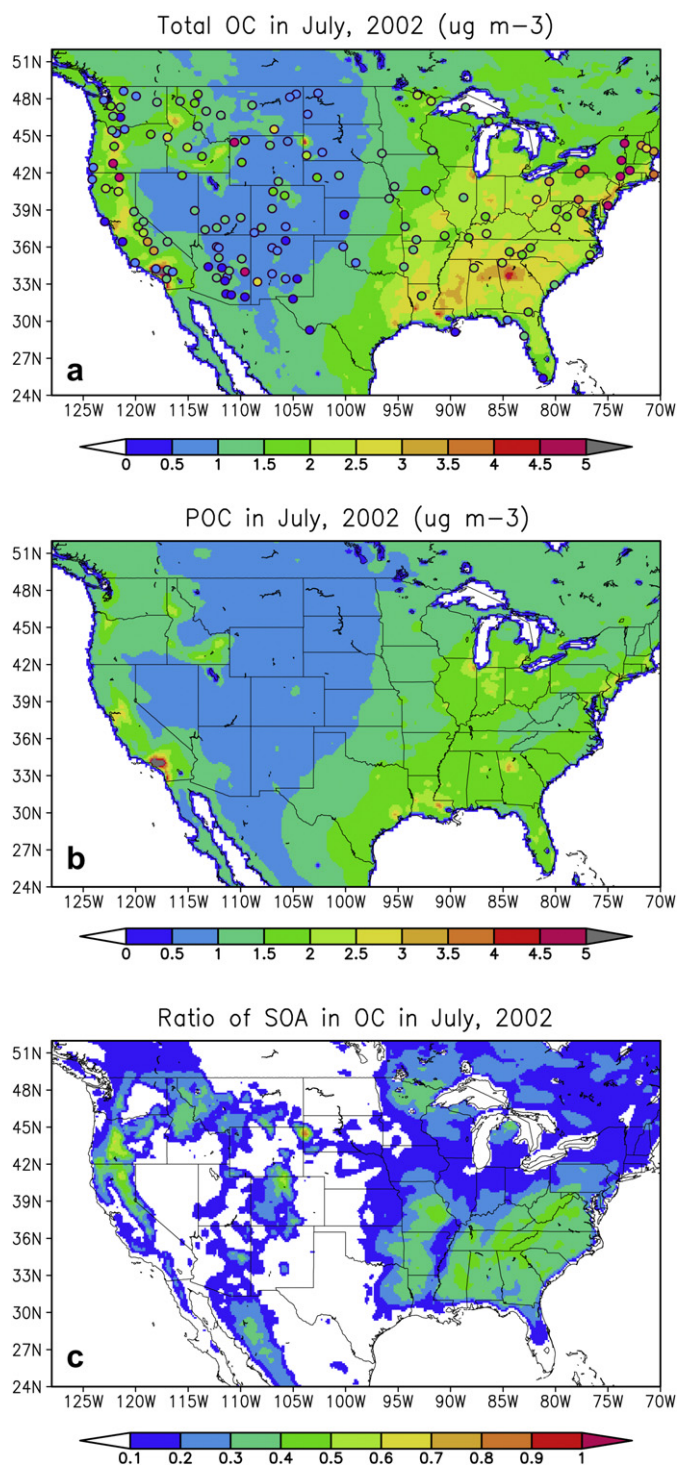 Total OC in July, 2002 (ug m-3)
51N
48N
45N
42N
39N
36N
33N
30N
27N
24N
a
125W 120W 115W 110W 105W 100W 95W 90W 85W 80W 75W 70W
0 0.5 1 1.5 2 2.5 3 3.5 4 4.5 5
POC in July, 2002 (ug m-3)
51N
48N
45N
42N
39N
36N
33N
30N
27N
24N
b
125W 120W 115W 110W 105W 100W 95W 90W 85W 80W 75W 70W
0 0.5 1 1.5 2 2.5 3 3.5 4 4.5 5
Ratio of SOA in OC in July, 2002
51N
48N
45N
42N
39N
36N
33N
30N
27N
24N
c
125W 120W 115W 110W 105W 100W 95W 90W 85W 80W 75W 70W
0.1 0.2 0.3 0.4 0.5 0.6 0.7 0.8 0.9 1